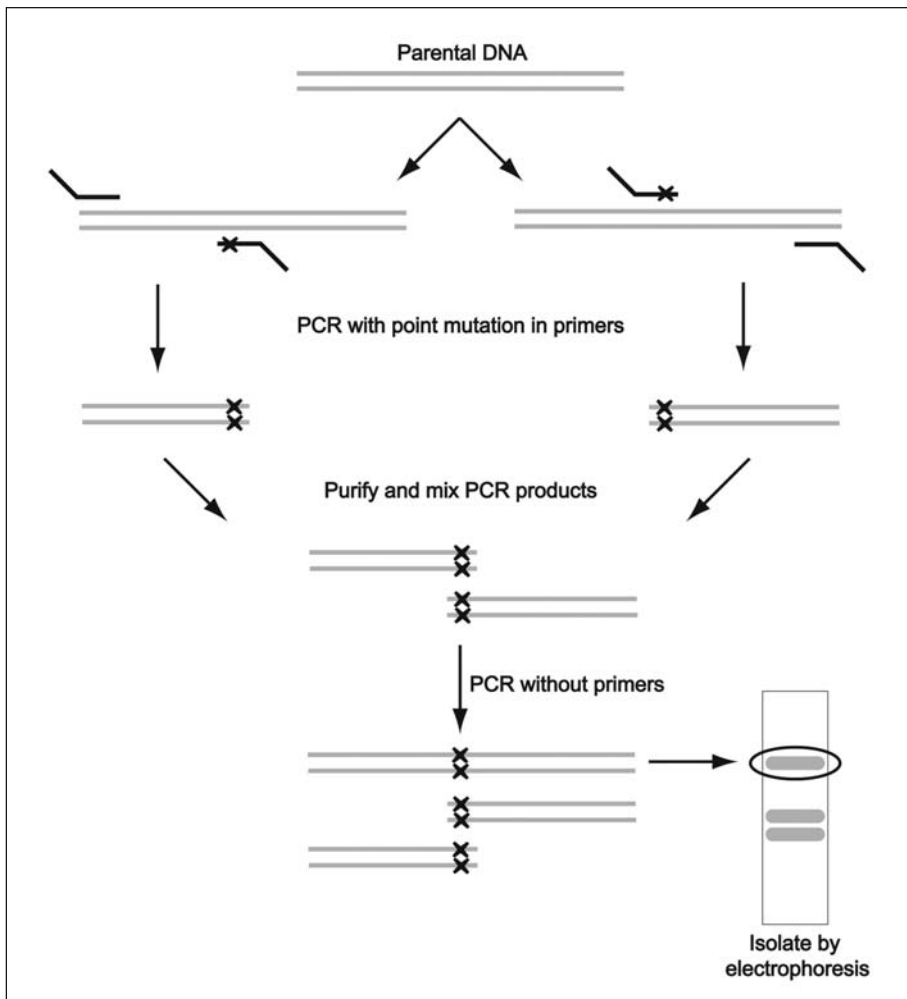 Parental DNA
PCR with point mutation in primers
Purify and mix PCR products
PCR without primers
Isolate by
electrophoresis